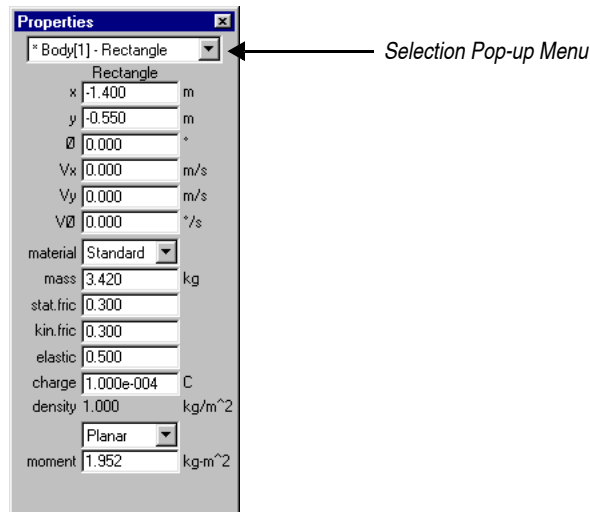 Properties
* Body[1] - Rectangle
Selection Pop-up Menu
Rectangle
x -1.400 m
y -0.550 m
Ø 0.000 °
Vx 0.000 m/s
Vy 0.000 m/s
VØ 0.000 °/s
material Standard
mass 3.420 kg
stat.fric 0.300
kin.fric 0.300
elastic 0.500
charge 1.000e-004 C
density 1.000 kg/m^2
Planar
moment 1.952 kg-m^2